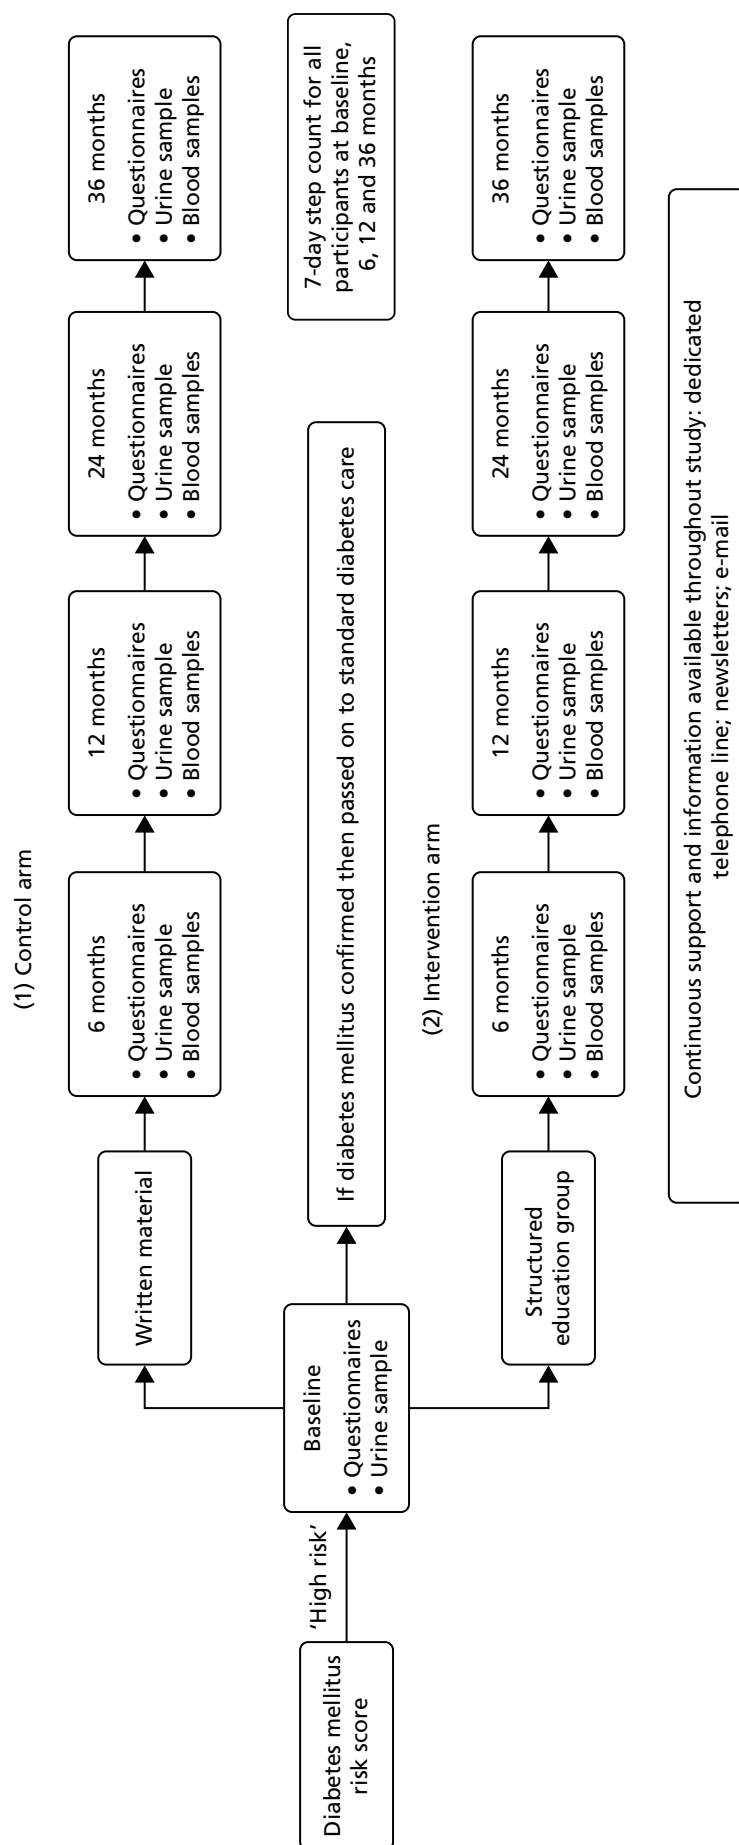 Diabetes mellitus
risk score
‘High risk’
Baseline
• Questionnaires
• Urine sample
(1) Control arm
Written material
6 months
• Questionnaires
• Urine sample
• Blood samples
12 months
• Questionnaires
• Urine sample
• Blood samples
24 months
• Questionnaires
• Urine sample
• Blood samples
36 months
• Questionnaires
• Urine sample
• Blood samples
If diabetes mellitus confirmed then passed on to standard diabetes care
7-day step count for all
participants at baseline,
6, 12 and 36 months
(2) Intervention arm
Structured
education group
6 months
• Questionnaires
• Urine sample
• Blood samples
12 months
• Questionnaires
• Urine sample
• Blood samples
24 months
• Questionnaires
• Urine sample
• Blood samples
36 months
• Questionnaires
• Urine sample
• Blood samples
Continuous support and information available throughout study: dedicated
telephone line; newsletters; e-mail